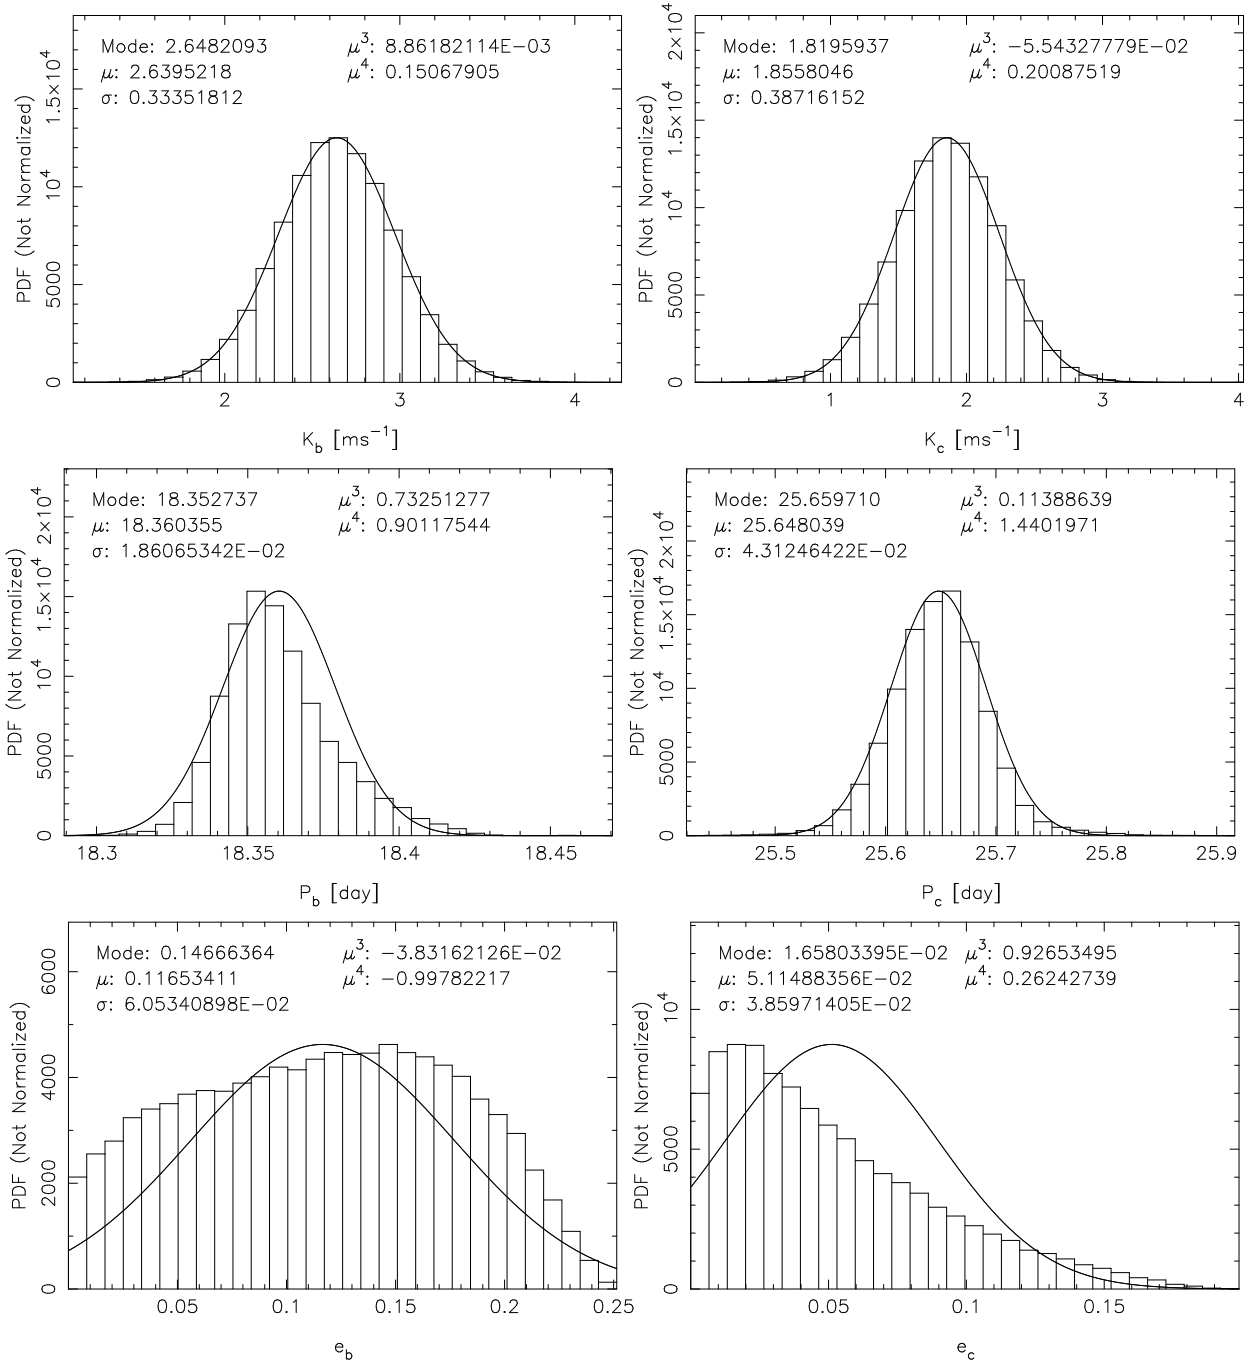 Mode: 2.6482093 μ³: 8.86182114E−03
μ: 2.6395218 μ⁴: 0.15067905
σ: 0.33351812
PDF (Not Normalized)
0 5000 10⁴ 1.5×10⁴
2 3 4
K_b [ms⁻¹]
Mode: 1.8195937 μ³: −5.54327779E−02
μ: 1.8558046 μ⁴: 0.20087519
σ: 0.38716152
PDF (Not Normalized)
0 5000 10⁴ 1.5×10⁴ 2×10⁴
1 2 3 4
K_c [ms⁻¹]
Mode: 18.352737 μ³: 0.73251277
μ: 18.360355 μ⁴: 0.90117544
σ: 1.86065342E−02
PDF (Not Normalized)
0 5000 10⁴ 1.5×10⁴ 2×10⁴
18.3 18.35 18.4 18.45
P_b [day]
Mode: 25.659710 μ³: 0.11388639
μ: 25.648039 μ⁴: 1.4401971
σ: 4.31246422E−02
PDF (Not Normalized)
0 5000 10⁴ 1.5×10⁴ 2×10⁴
25.5 25.6 25.7 25.8 25.9
P_c [day]
Mode: 0.14666364 μ³: −3.83162126E−02
μ: 0.11653411 μ⁴: −0.99782217
σ: 6.05340898E−02
PDF (Not Normalized)
0 2000 4000 6000
0.05 0.1 0.15 0.2 0.25
e_b
Mode: 1.65803395E−02 μ³: 0.92653495
μ: 5.11488356E−02 μ⁴: 0.26242739
σ: 3.85971405E−02
PDF (Not Normalized)
0 5000 10⁴
0.05 0.1 0.15
e_c